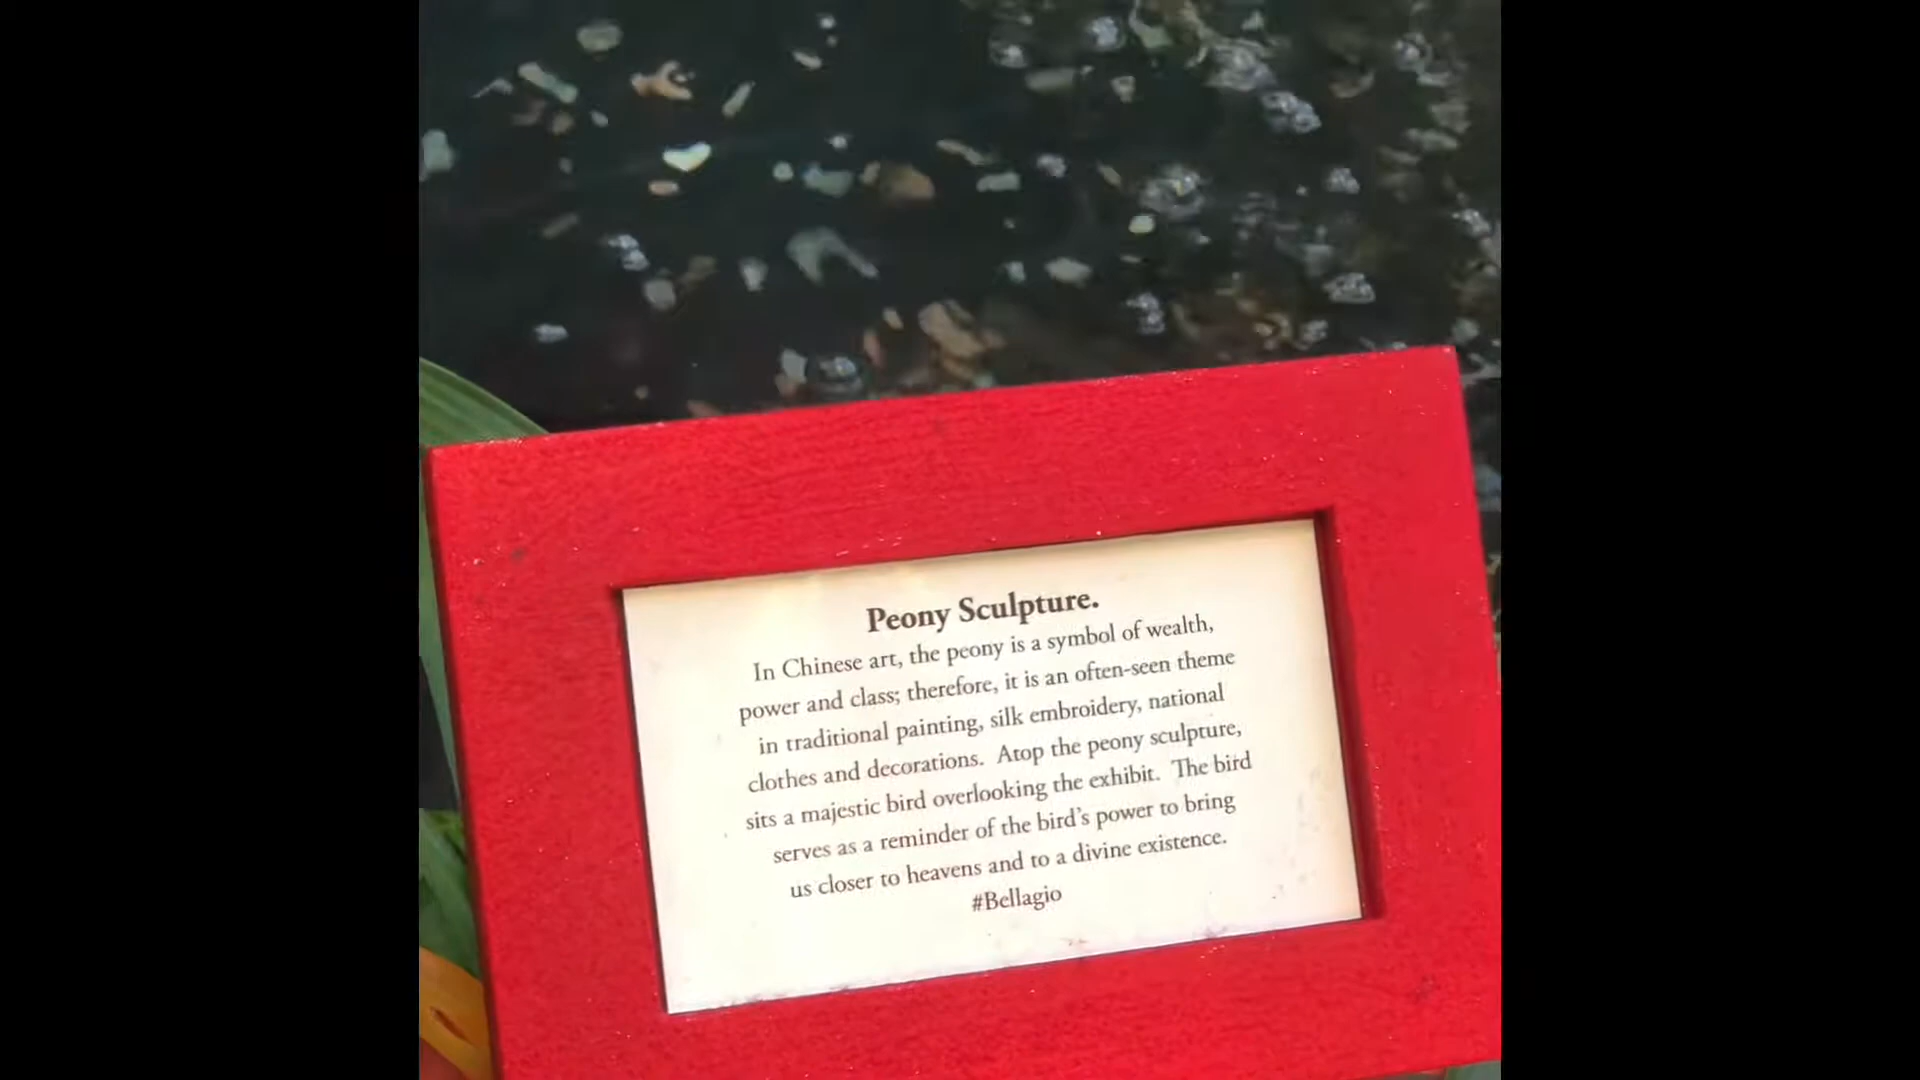 Peony Sculpture.
In Chinese art, the peony is a symbol of wealth,
power and class; therefore, it is an often-seen theme
in traditional painting, silk embroidery, national
clothes and decorations. Atop the peony sculpture,
sits a majestic bird overlooking the exhibit. The bird
serves as a reminder of the bird's power to bring
us closer to heavens and to a divine existence.
#Bellagio